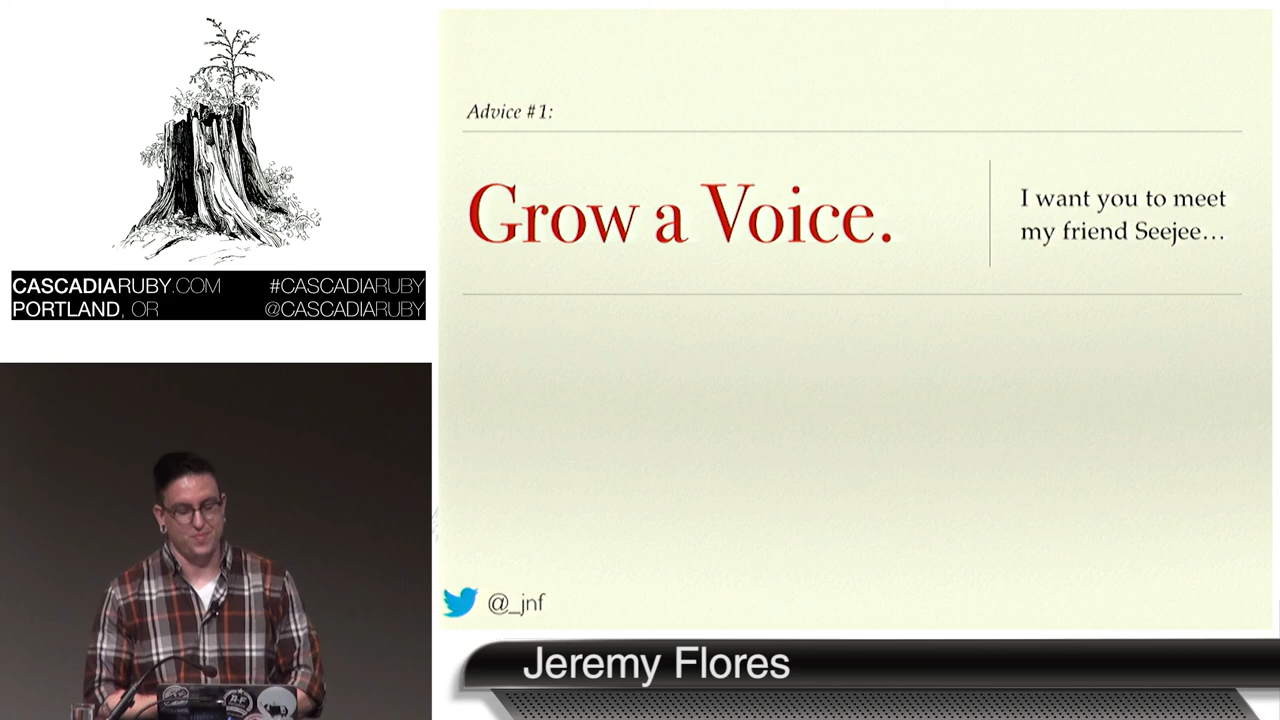 CASCADIARUBY.COM #CASCADIARUBY
PORTLAND, OR @CASCADIARUBY
Advice #1:
Grow a Voice.
I want you to meet
my friend Seejee...
@_jnf
Jeremy Flores